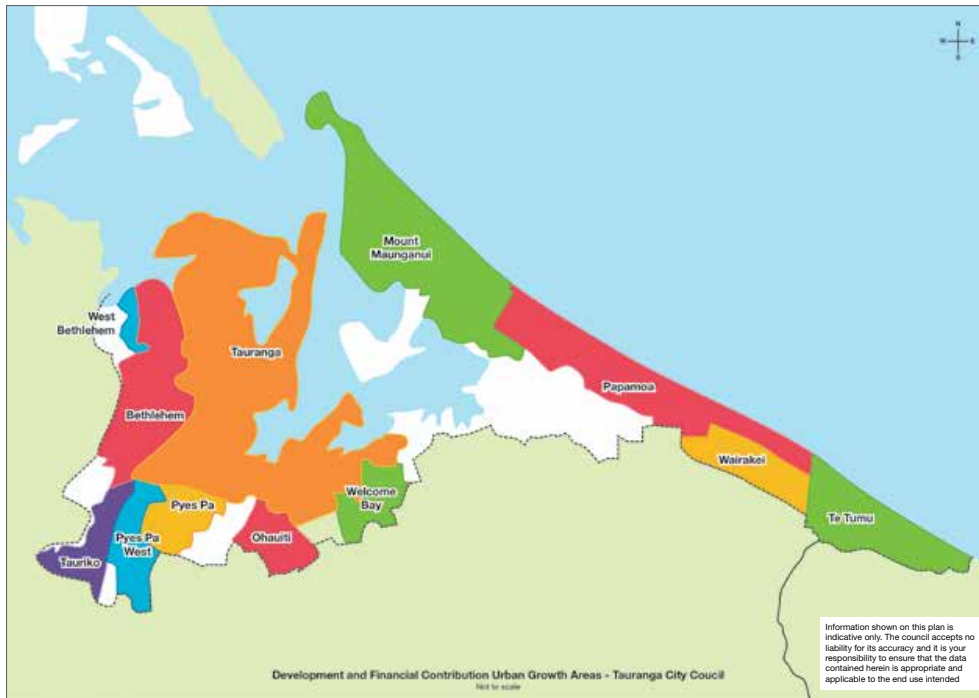 N
W E
S
Mount
Maunganui
West
Bethlehem
Tauranga
Bethlehem
Papamoa
Wairakei
Welcome
Bay
Te Tumu
Pyes Pa
Ohauiti
Pyes Pa
West
Tauriko
Information shown on this plan is
indicative only. The council accepts no
liability for its accuracy and it is your
responsibility to ensure that the data
contained herein is appropriate and
applicable to the end use intended
Development and Financial Contribution Urban Growth Areas - Tauranga City Coucil
Not to scale